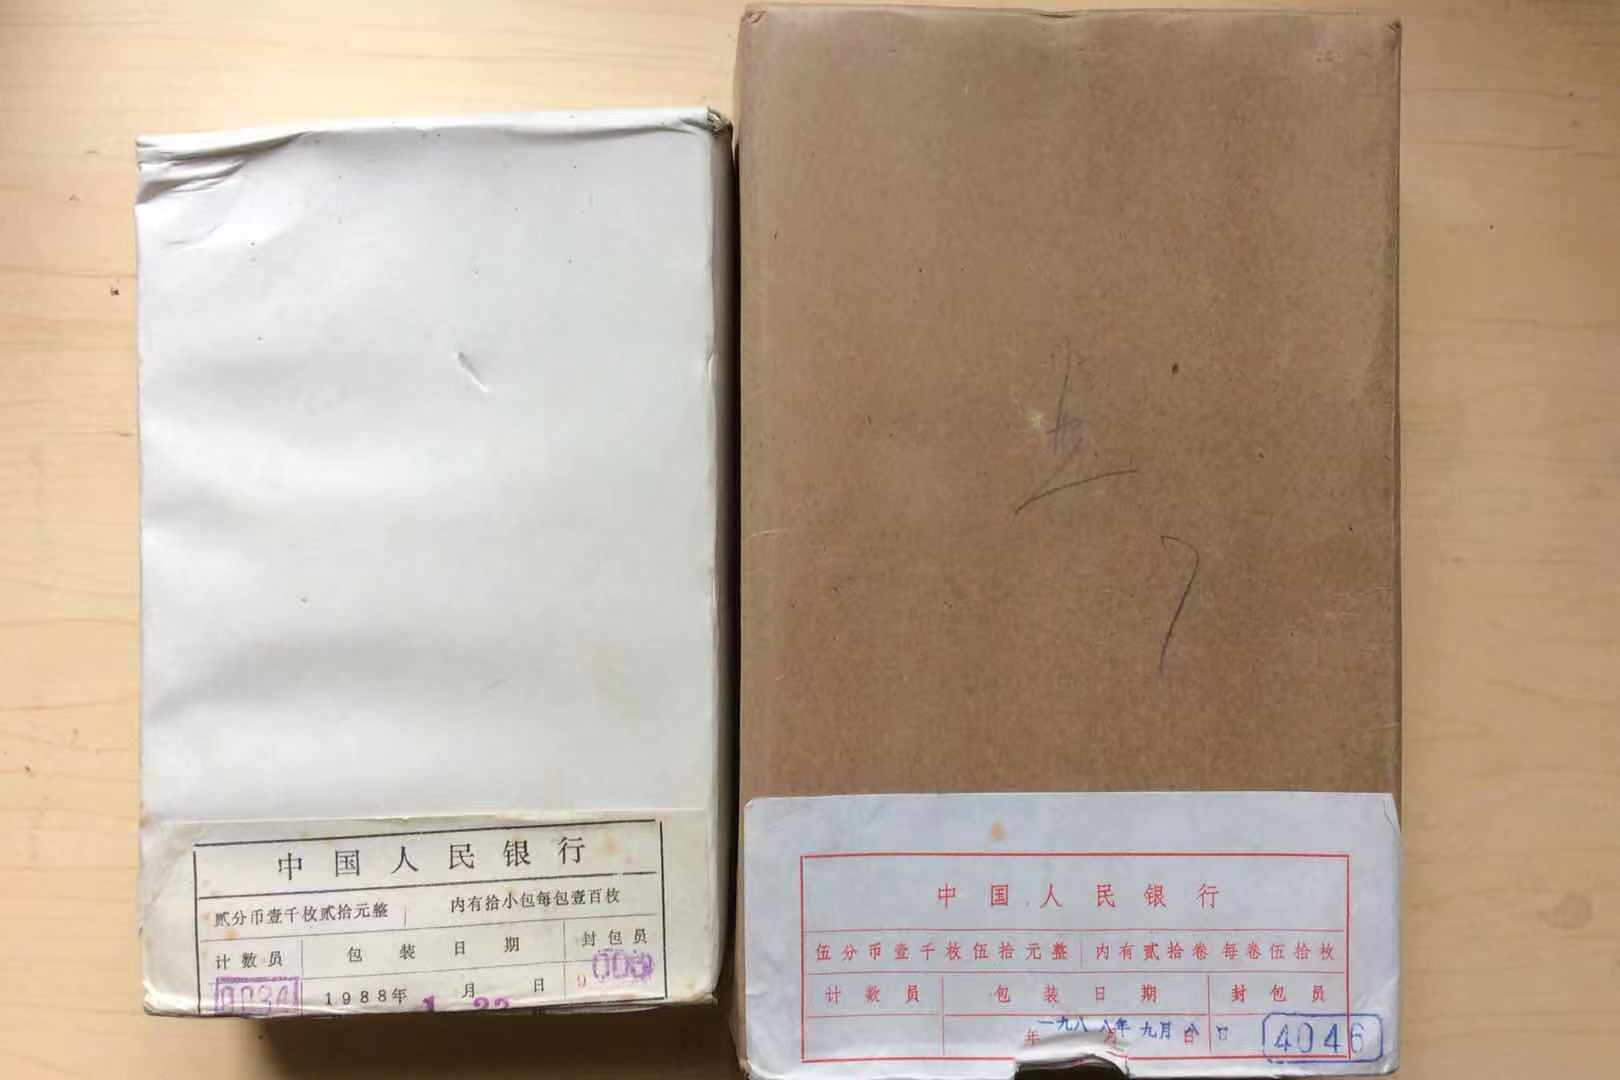 中国人民银行
贰分币壹千枚贰拾元整 内有拾小包每包壹百枚
计数员 包装日期 封包员
1988年 月 日
中国人民银行
伍分币壹千枚伍拾元整 内有贰拾卷每卷伍拾枚
计数员 包装日期 封包员
年 月 日
一九八八年九月 日
4046